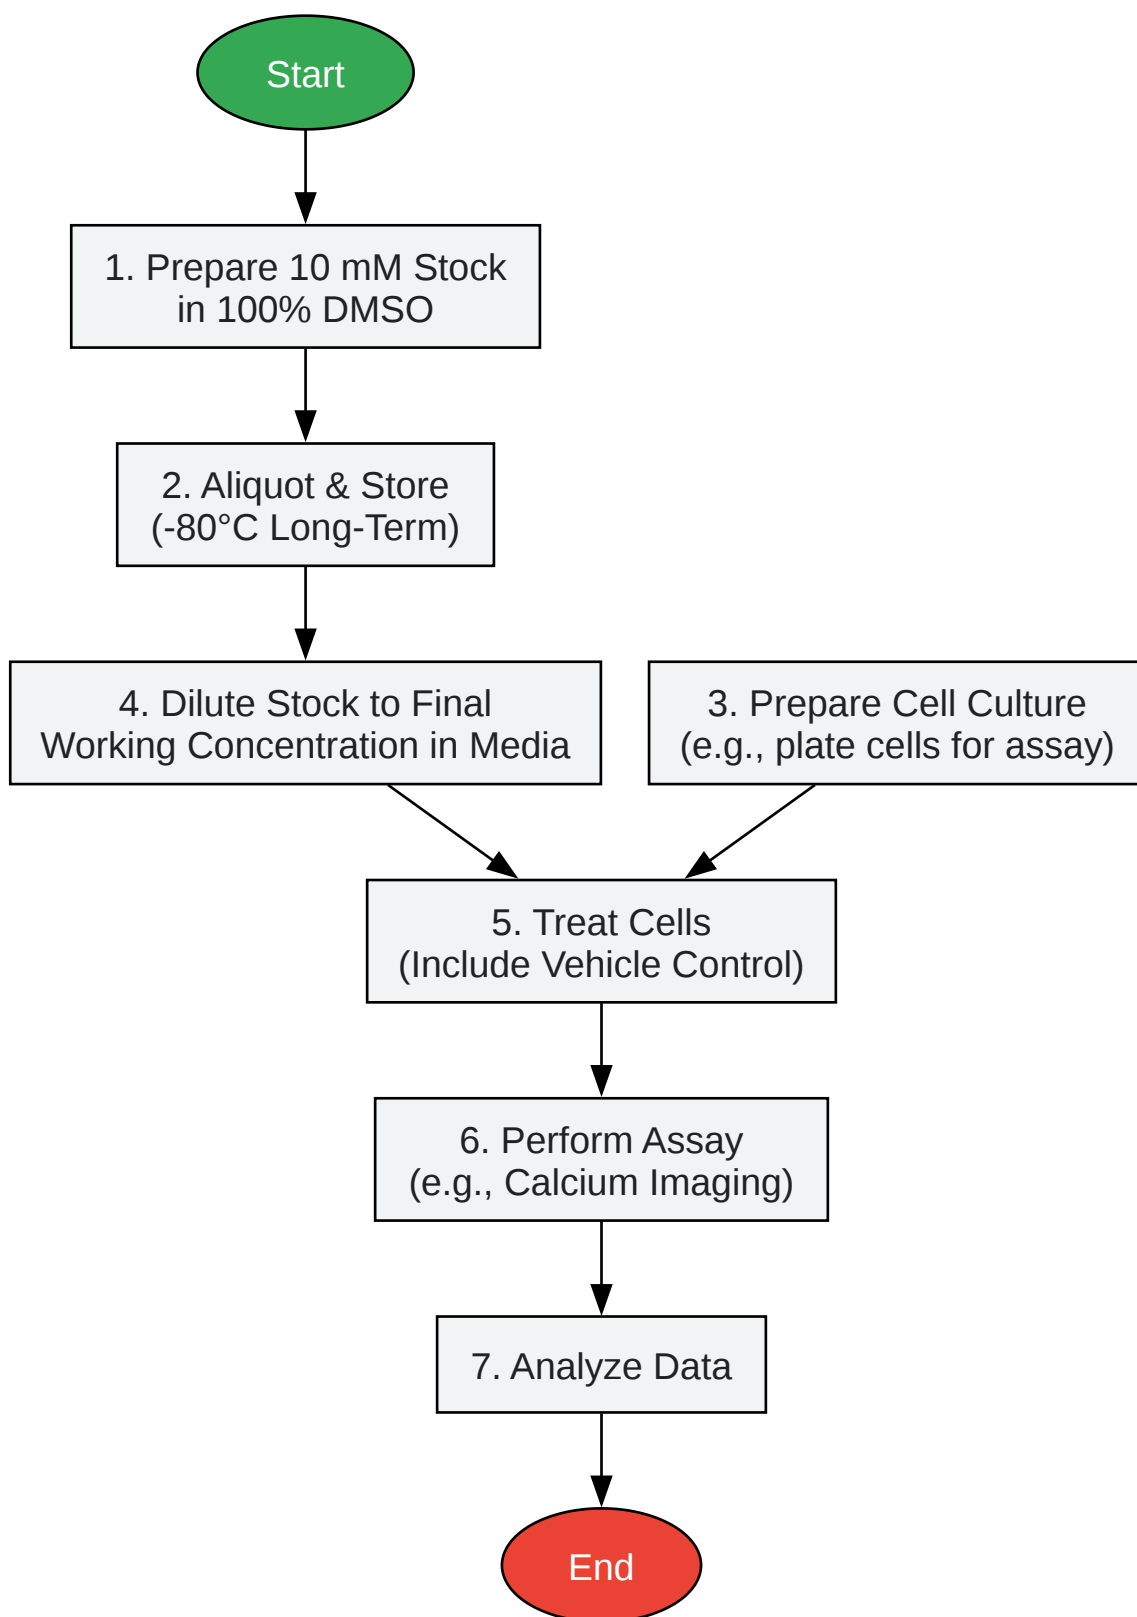 Start
1. Prepare 10 mM Stock
in 100% DMSO
2. Aliquot & Store
(-80°C Long-Term)
4. Dilute Stock to Final
Working Concentration in Media
3. Prepare Cell Culture
(e.g., plate cells for assay)
5. Treat Cells
(Include Vehicle Control)
6. Perform Assay
(e.g., Calcium Imaging)
7. Analyze Data
End